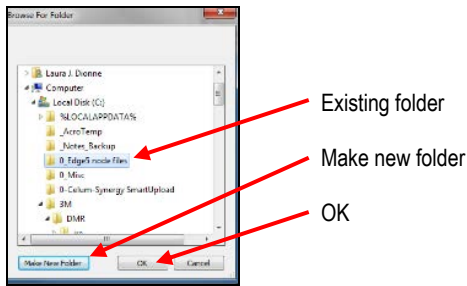 Browse For Folder
Laura J. Dionne
Computer
Local Disk (C:)
%LOCALAPPDATA%
_AcroTemp
_Notes_Backup
0_Edge5 node files
0_Misc
0-Culum-Synergy SmartUpload
3M
DMR
Make New Folder
OK
Cancel
Existing folder
Make new folder
OK